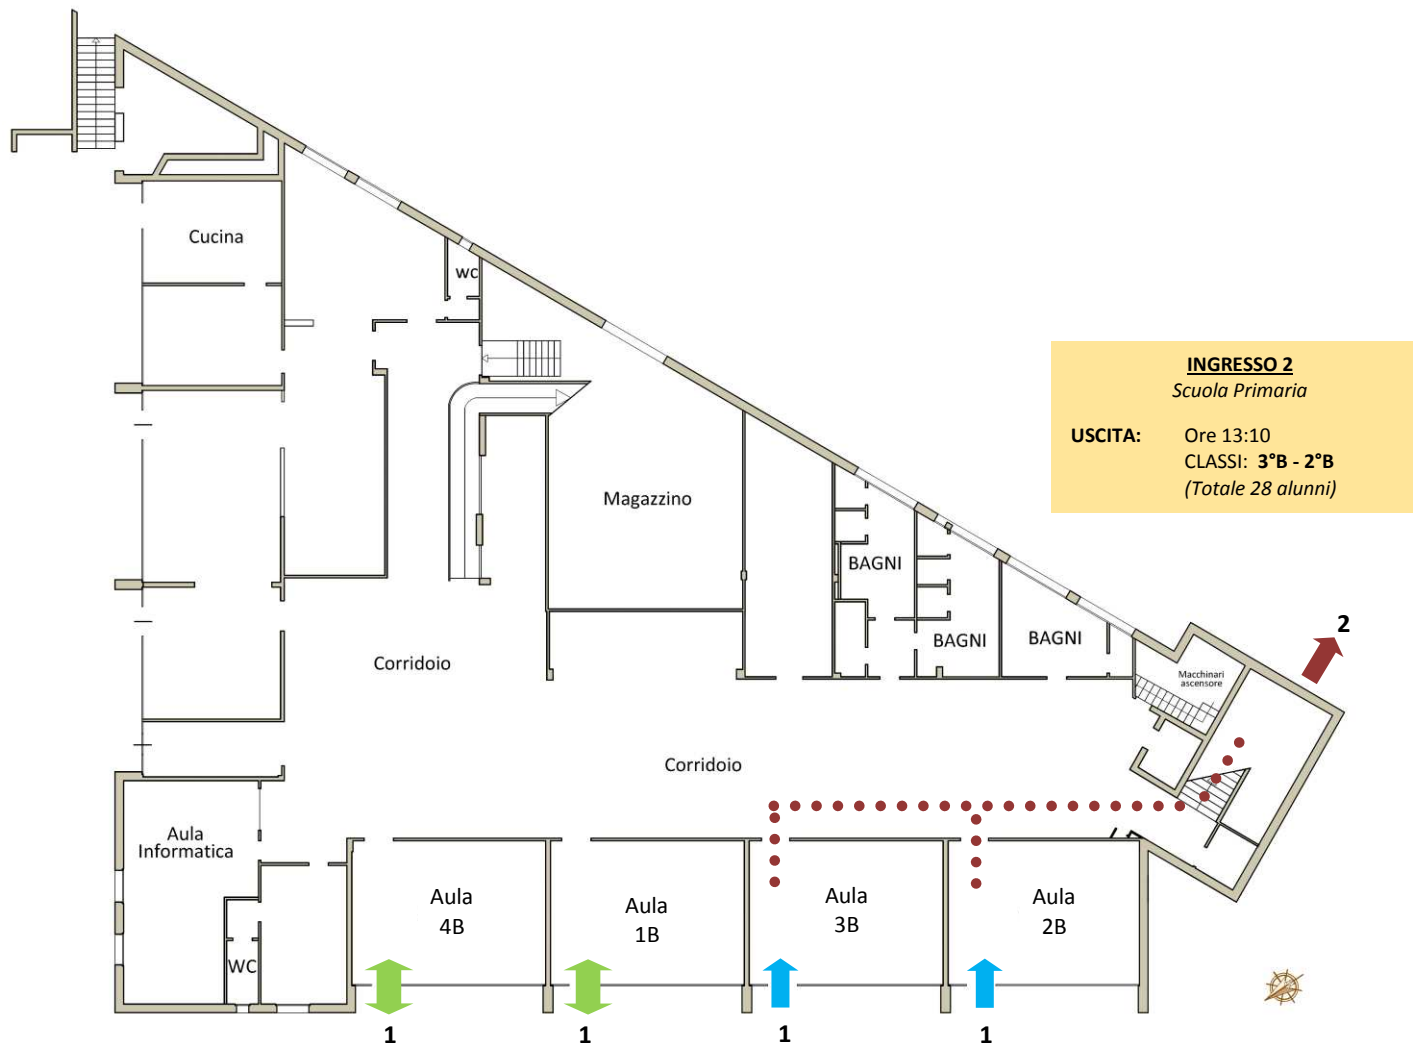 Cucina
wc
INGRESSO 2
Scuola Primaria
USCITA: Ore 13:10
CLASSI: 3°B - 2°B
(Totale 28 alunni)
Magazzino
BAGNI
BAGNI
BAGNI
2
Macchinari
ascensore
Corridoio
Corridoio
Aula
Informatica
WC
Aula
4B
Aula
1B
Aula
3B
Aula
2B
1
1
1
1